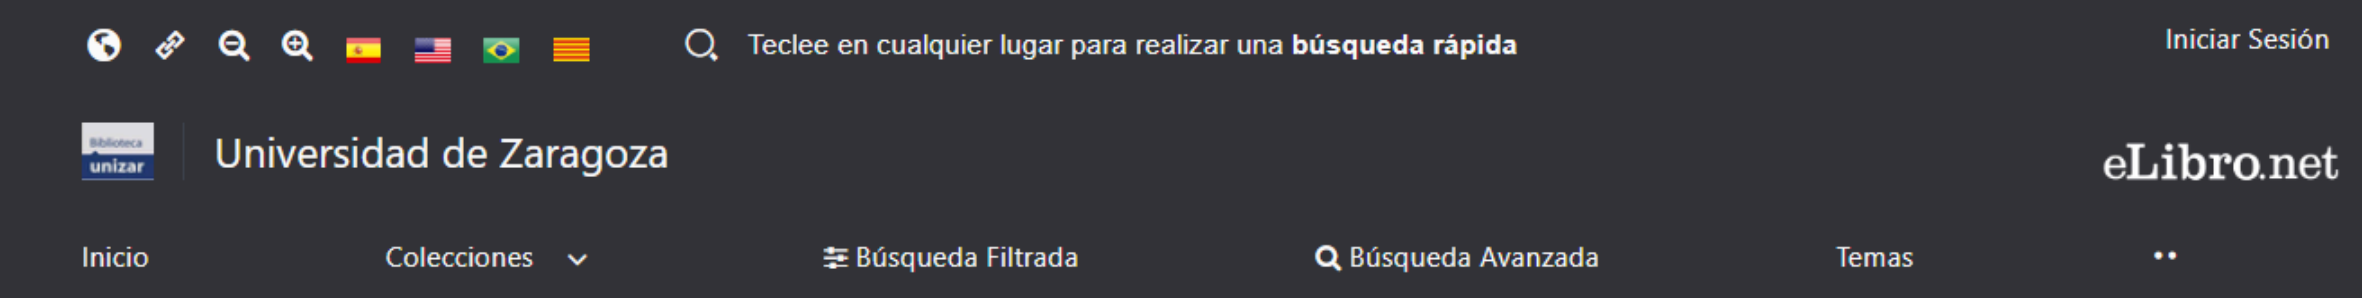 Teclee en cualquier lugar para realizar una búsqueda rápida
Iniciar Sesión
Biblioteca
unizar
Universidad de Zaragoza
eLibro.net
Inicio
Colecciones
Búsqueda Filtrada
Búsqueda Avanzada
Temas